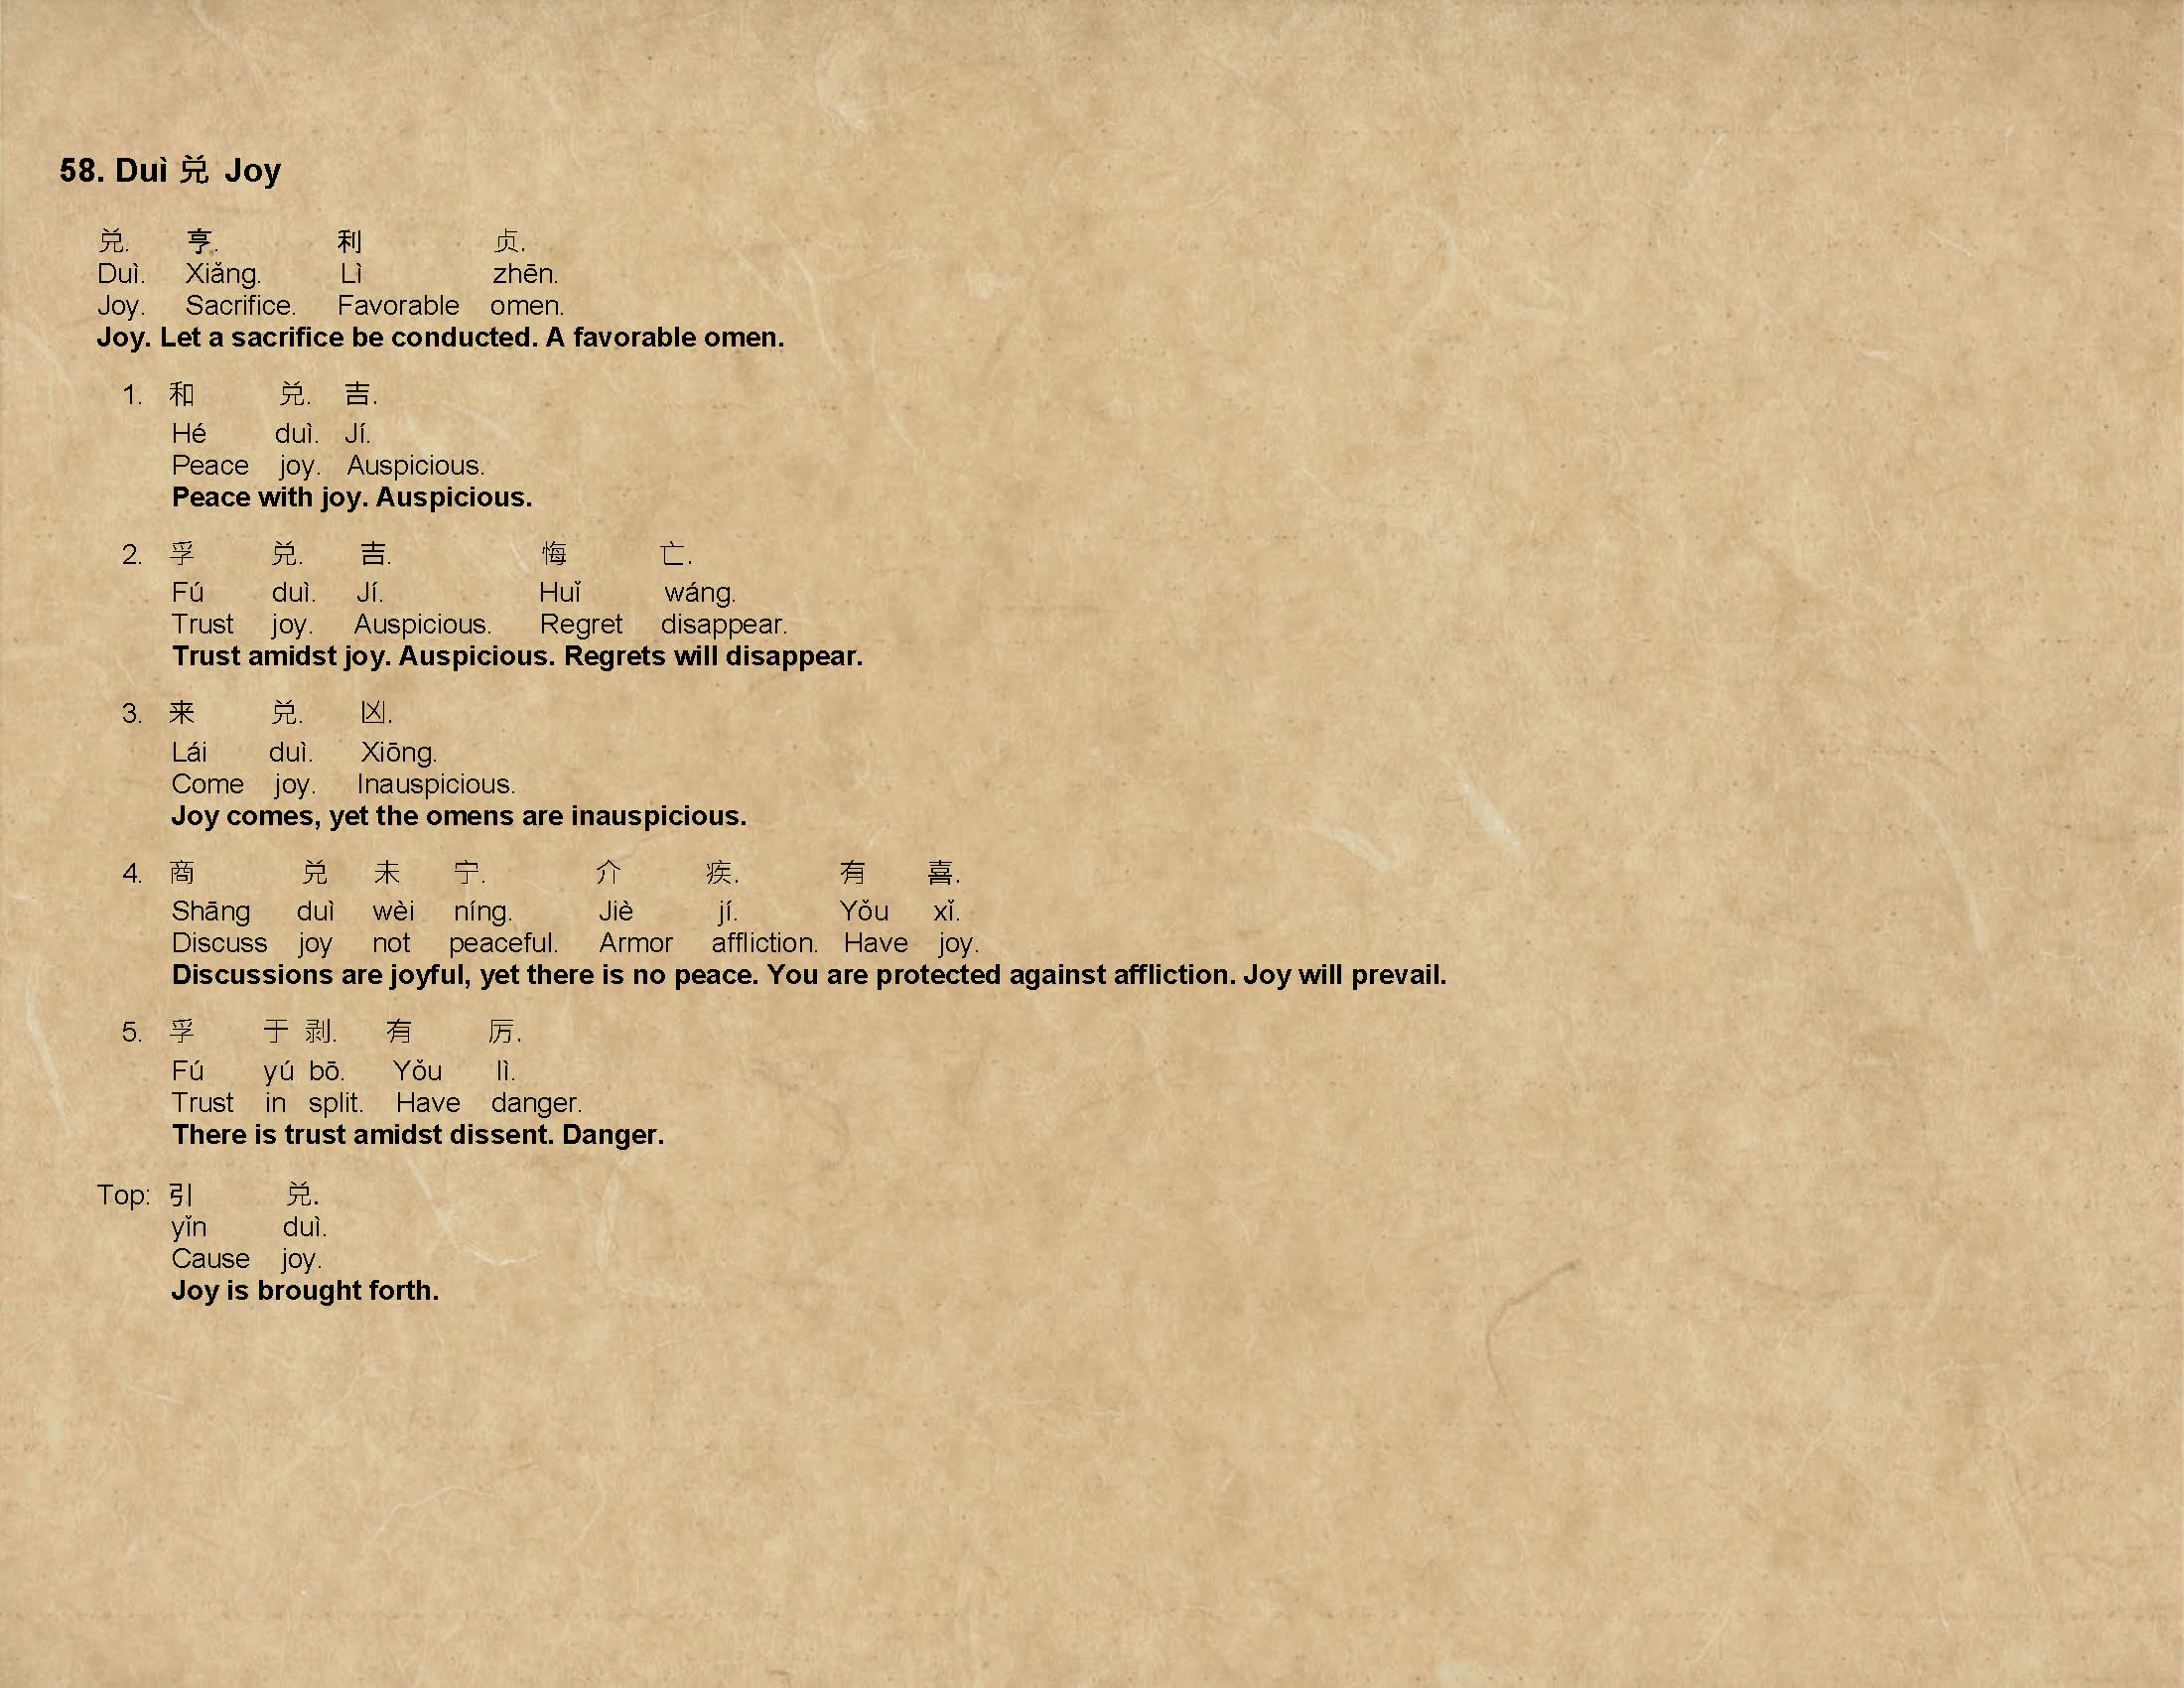 58. Duì 兑 Joy
兑. 亨. 利 贞.
Duì. Xiǎng. Lì zhēn.
Joy. Sacrifice. Favorable omen.
Joy. Let a sacrifice be conducted. A favorable omen.
1. 和 兑. 吉.
Hé duì. Jí.
Peace joy. Auspicious.
Peace with joy. Auspicious.
2. 孚 兑. 吉. 悔 亡.
Fú duì. Jí. Huǐ wáng.
Trust joy. Auspicious. Regret disappear.
Trust amidst joy. Auspicious. Regrets will disappear.
3. 来 兑. 凶.
Lái duì. Xiōng.
Come joy. Inauspicious.
Joy comes, yet the omens are inauspicious.
4. 商 兑 未 宁. 介 疾. 有 喜.
Shāng duì wèi níng. Jiè jí. Yǒu xǐ.
Discuss joy not peaceful. Armor affliction. Have joy.
Discussions are joyful, yet there is no peace. You are protected against affliction. Joy will prevail.
5. 孚 于 剥. 有 厉.
Fú yú bō. Yǒu lì.
Trust in split. Have danger.
There is trust amidst dissent. Danger.
Top: 引 兑.
yǐn duì.
Cause joy.
Joy is brought forth.